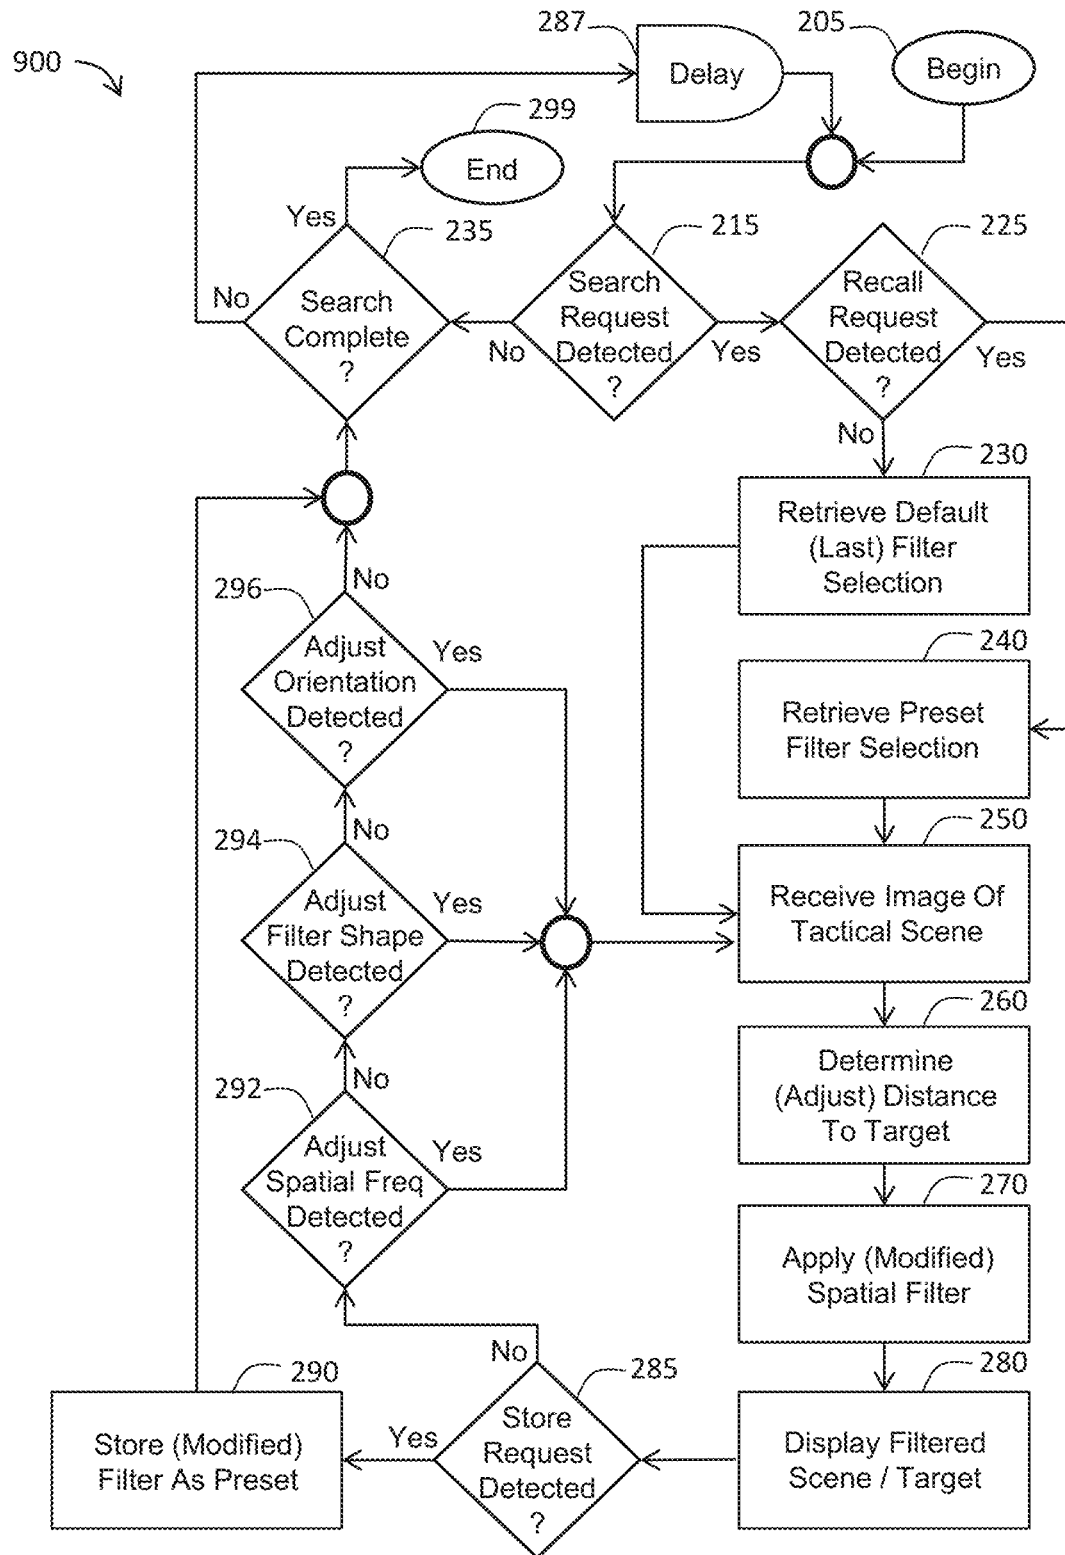 900
287
Delay
205
Begin
299
End
Yes
235
Search
Complete
?
No
215
Search
Request
Detected
?
No
Yes
225
Recall
Request
Detected
?
Yes
No
230
Retrieve Default
(Last) Filter
Selection
240
Retrieve Preset
Filter Selection
250
Receive Image Of
Tactical Scene
260
Determine
(Adjust) Distance
To Target
270
Apply (Modified)
Spatial Filter
280
Display Filtered
Scene / Target
285
Store
Request
Detected
?
Yes
No
290
Store (Modified)
Filter As Preset
292
Adjust
Spatial Freq
Detected
?
Yes
No
294
Adjust
Filter Shape
Detected
?
Yes
No
296
Adjust
Orientation
Detected
?
Yes
No